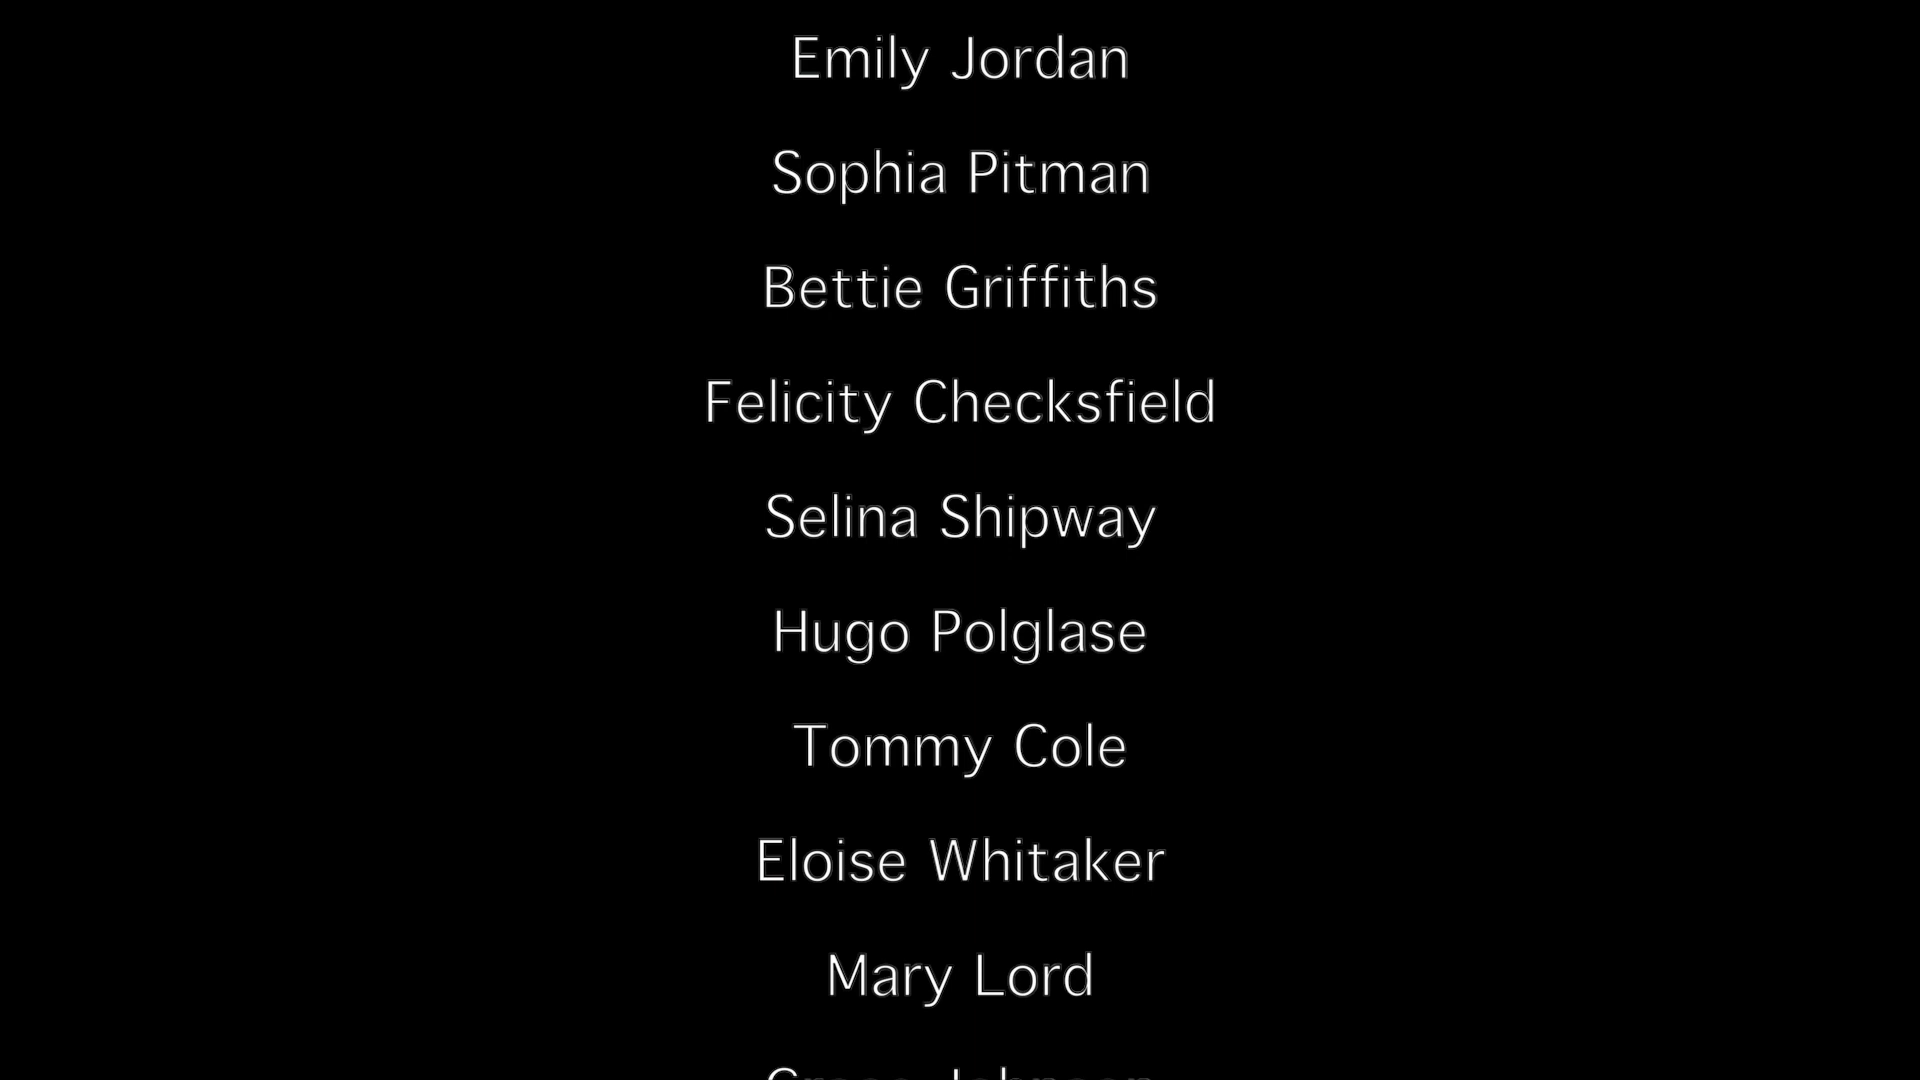 Emily Jordan
Sophia Pitman
Bettie Griffiths
Felicity Checksfield
Selina Shipway
Hugo Polglase
Tommy Cole
Eloise Whitaker
Mary Lord